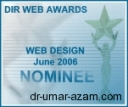 DIR WEB AWARDS
WEB DESIGN
June 2006
NOMINEE
dr-umar-azam.com